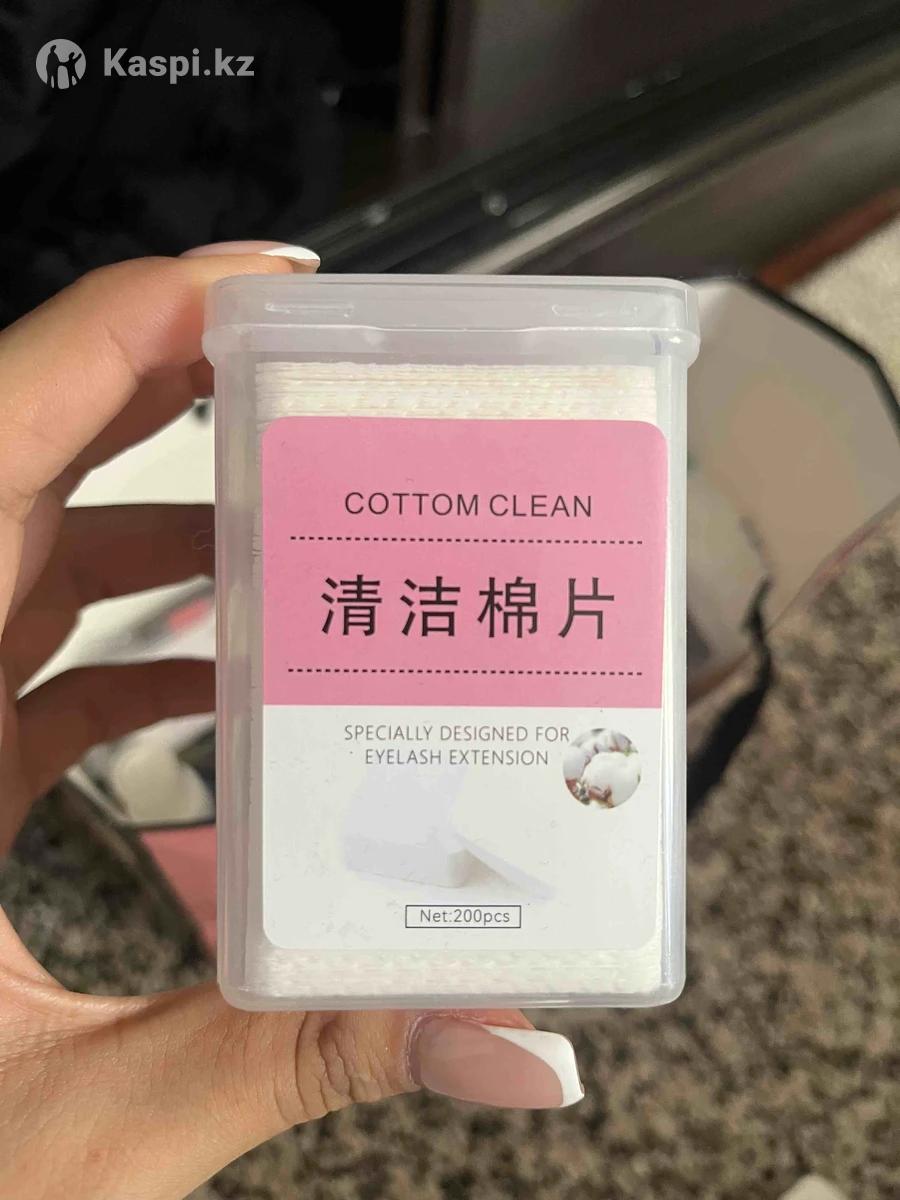 Kaspi.kz
COTTOM CLEAN
清洁棉片
SPECIALLY DESIGNED FOR
EYELASH EXTENSION
Net:200pcs